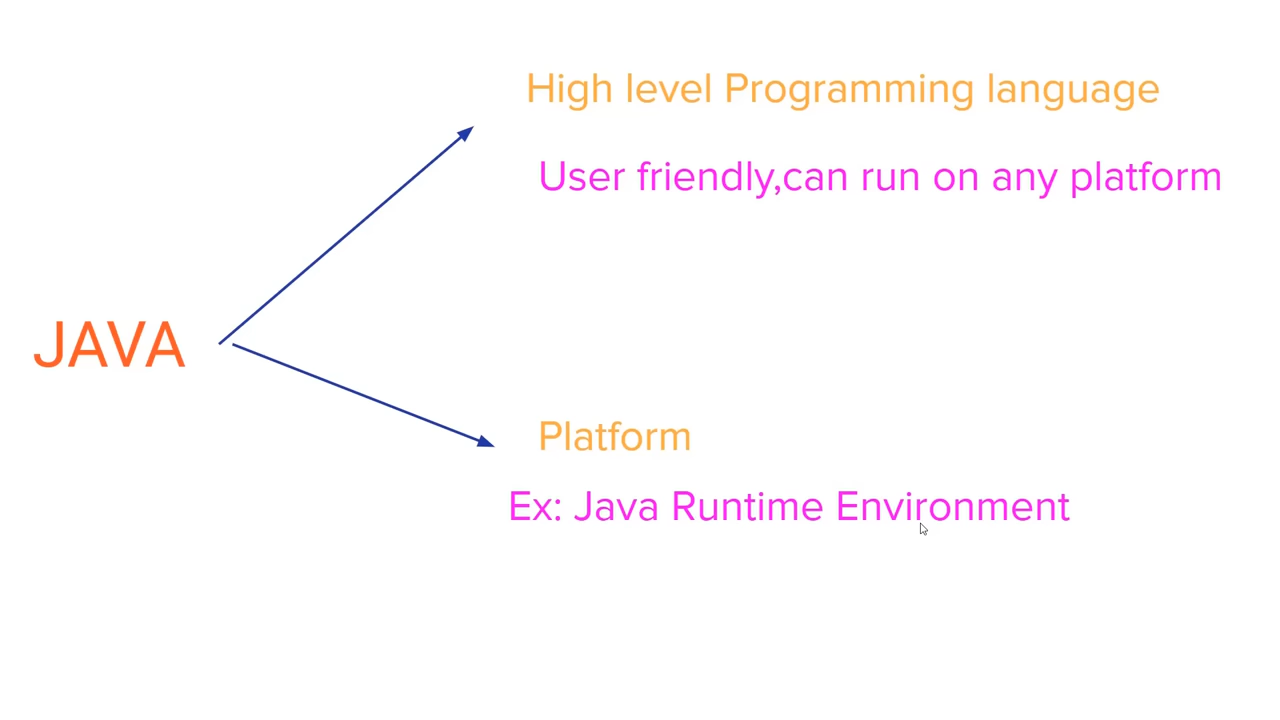 High level Programming language
User friendly,can run on any platform
JAVA
Platform
Ex: Java Runtime Environment